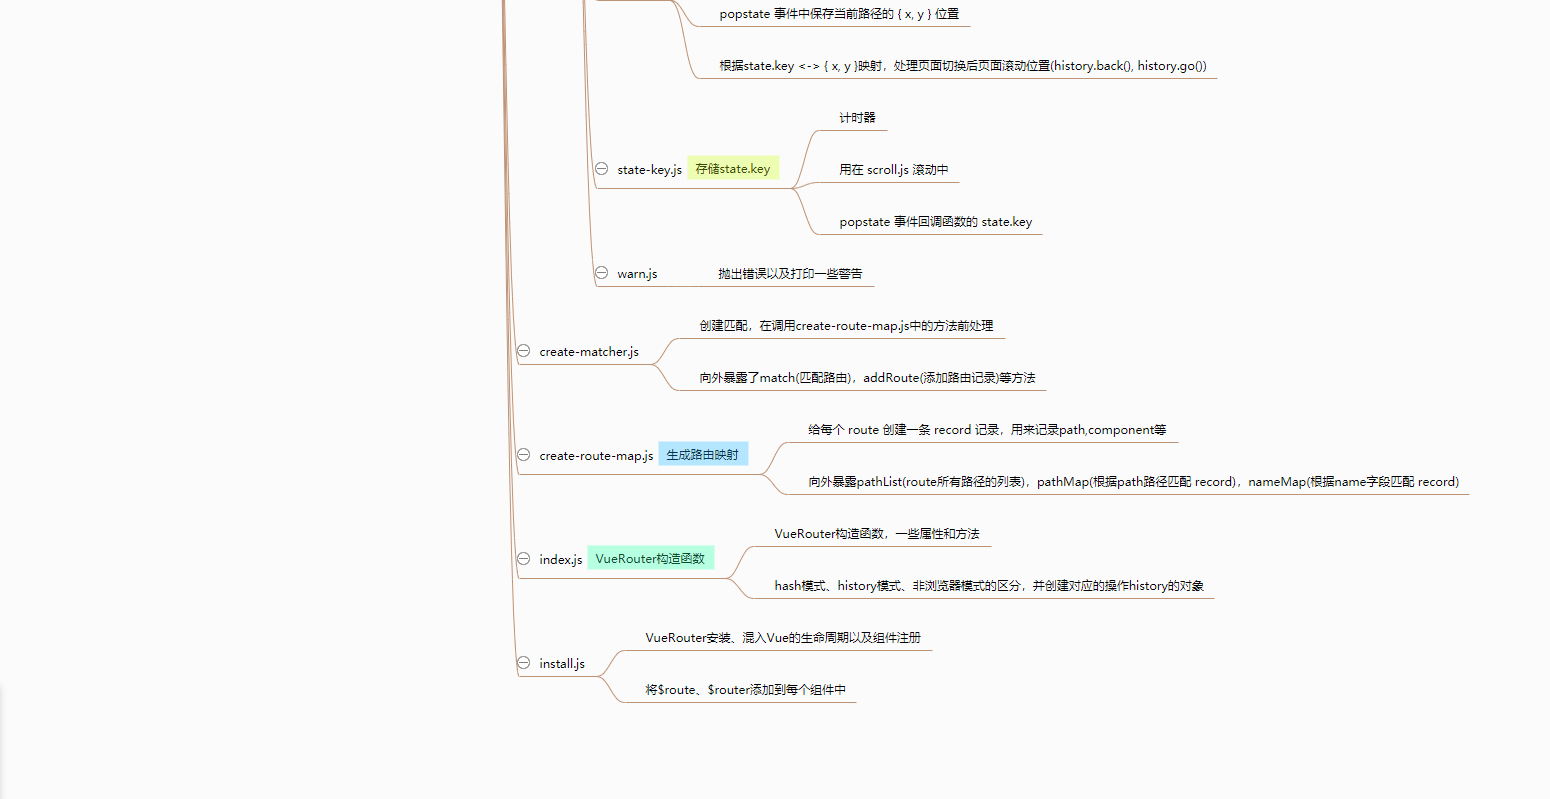 popstate 事件中保存当前路径的 { x, y } 位置
根据state.key <-> { x, y }映射，处理页面切换后页面滚动位置(history.back(), history.go())
计时器
state-key.js 存储state.key
用在 scroll.js 滚动中
popstate 事件回调函数的 state.key
warn.js 抛出错误以及打印一些警告
创建匹配，在调用create-route-map.js中的方法前处理
create-matcher.js
向外暴露了match(匹配路由)，addRoute(添加路由记录)等方法
给每个 route 创建一条 record 记录，用来记录path,component等
create-route-map.js 生成路由映射
向外暴露pathList(route所有路径的列表)，pathMap(根据path路径匹配 record)，nameMap(根据name字段匹配 record)
VueRouter构造函数，一些属性和方法
index.js VueRouter构造函数
hash模式、history模式、非浏览器模式的区分，并创建对应的操作history的对象
VueRouter安装、混入Vue的生命周期以及组件注册
install.js
将$route、$router添加到每个组件中